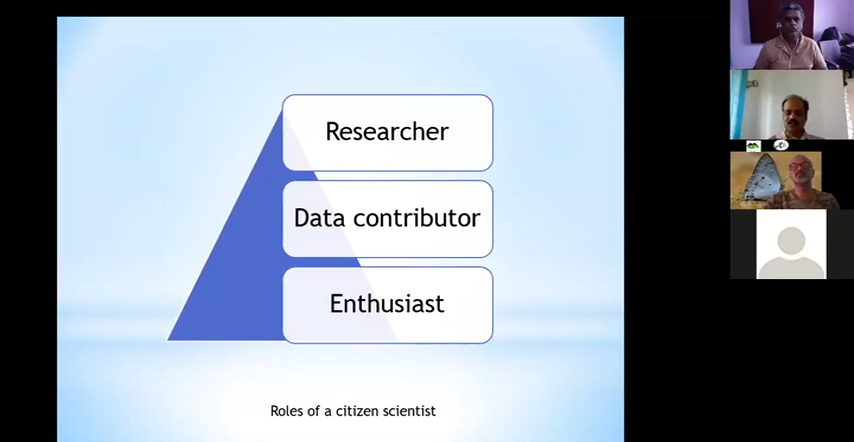 Researcher
Data contributor
Enthusiast
Roles of a citizen scientist